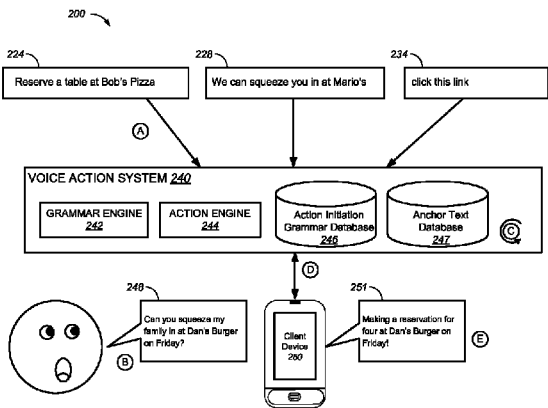 200
224
228
234
Reserve a table at Bob's Pizza
We can squeeze you in at Mario's
click this link
A
VOICE ACTION SYSTEM 240
GRAMMAR ENGINE
242
ACTION ENGINE
244
Action Initiation
Grammar Database
246
Anchor Text
Database
247
C
D
248
Can you squeeze my
family in at Dan's Burger
on Friday?
B
Client
Device
250
251
Making a reservation for
four at Dan's Burger on
Friday!
E